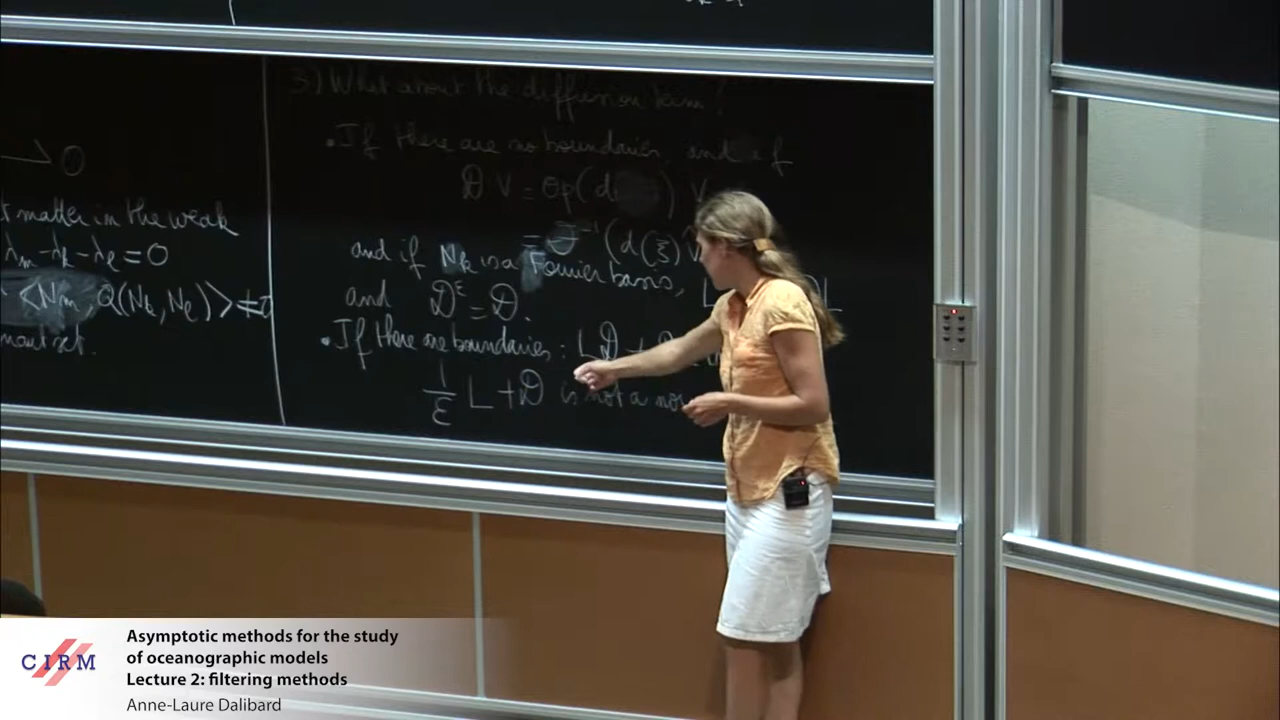 → 0
matter in the weak
λm-λk-λe=0
<Nm, Q(Nk,Ne)> ≠0
3) What about the diffusion term?
• If there are no boundaries, and if
𝒟 V = Op(d
= ℱ⁻¹(d(ξ)
and if Nk is a Fourier basis, L
and 𝒟^ε = 𝒟.
• If there are boundaries: L𝒟
1/ε L+𝒟 is not a
CIRM
Asymptotic methods for the study
of oceanographic models
Lecture 2: filtering methods
Anne-Laure Dalibard